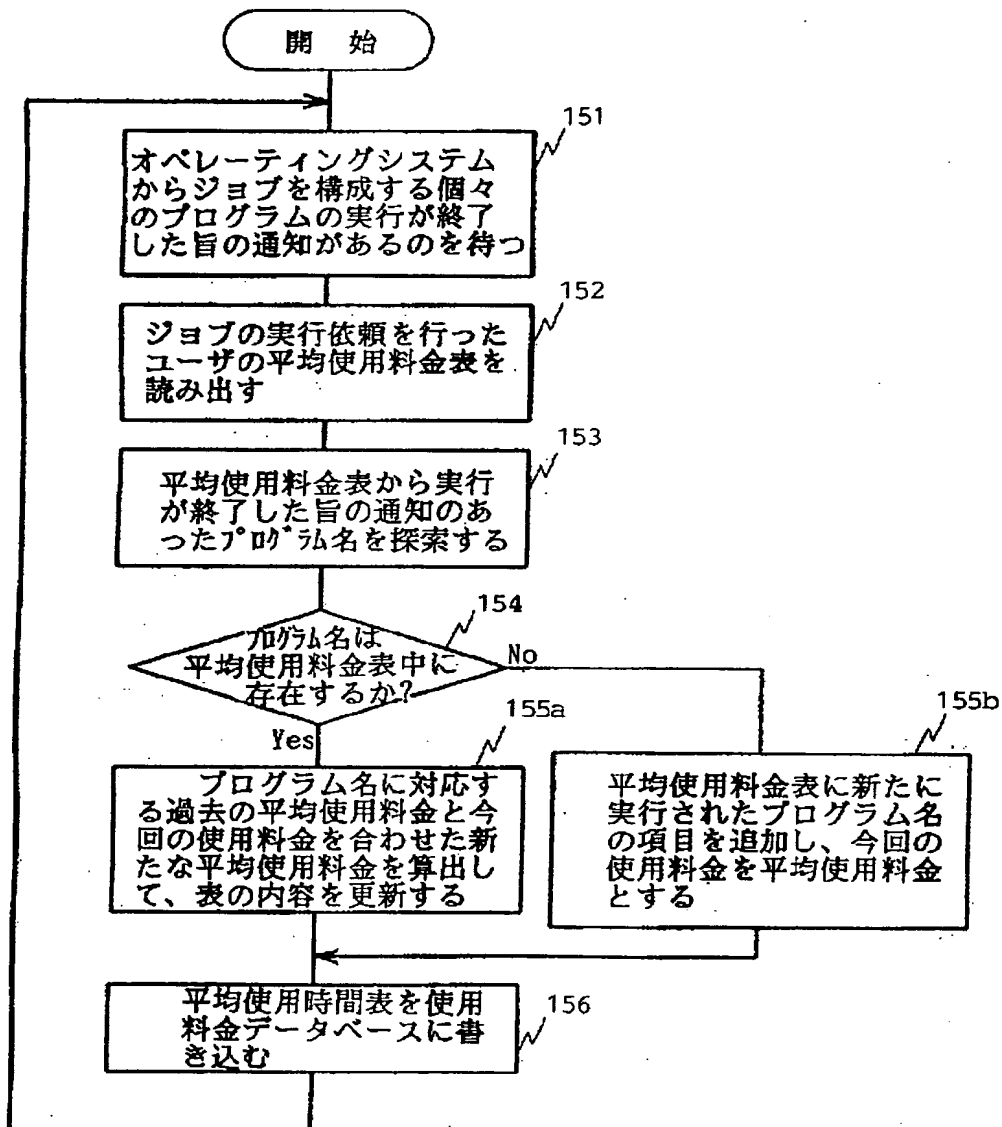 開 始
151
オペレーティングシステム
からジョブを構成する個々
のプログラムの実行が終了
した旨の通知があるのを待つ
152
ジョブの実行依頼を行った
ユーザの平均使用料金表を
読み出す
153
平均使用料金表から実行
が終了した旨の通知のあ
ったﾌﾟﾛｸﾞﾗﾑ名を探索する
154
ﾌﾟﾛｸﾞﾗﾑ名は
平均使用料金表中に
存在するか?
No
Yes
155a
プログラム名に対応す
る過去の平均使用料金と今
回の使用料金を合わせた新
たな平均使用料金を算出し
て、表の内容を更新する
155b
平均使用料金表に新たに
実行されたプログラム名
の項目を追加し、今回の
使用料金を平均使用料金
とする
156
平均使用時間表を使用
料金データベースに書
き込む